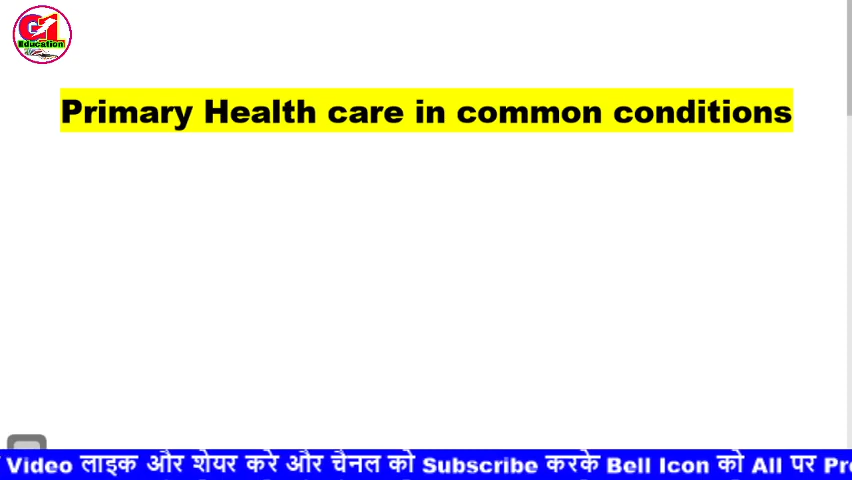 Education
Primary Health care in common conditions
Video लाइक और शेयर करे और चैनल को Subscribe करके Bell Icon को All पर Pre